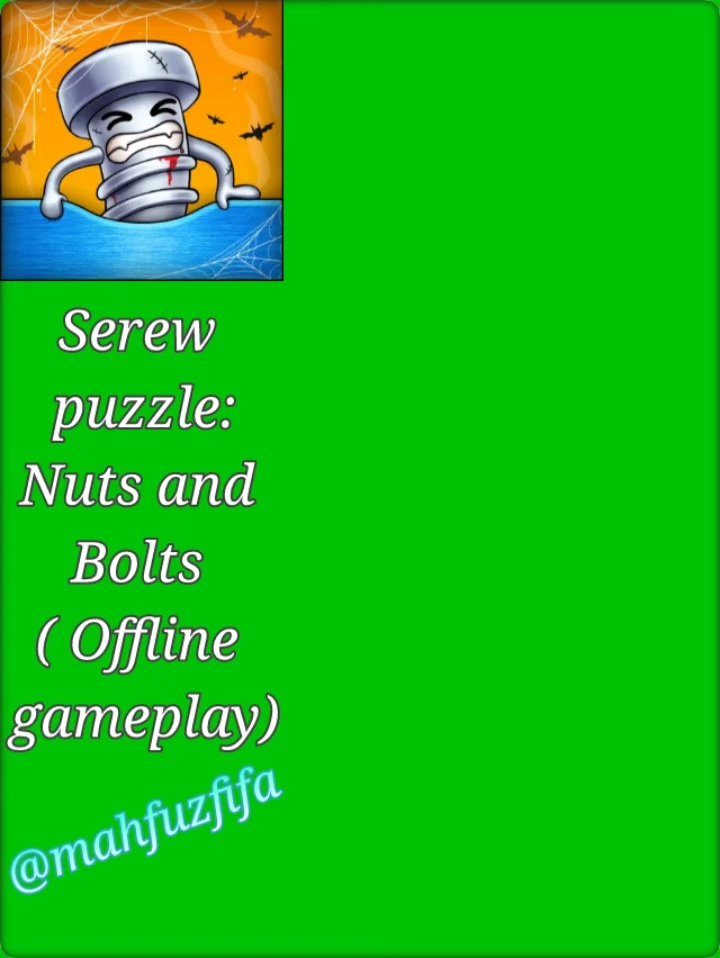 Serew
puzzle:
Nuts and
Bolts
( Offline
gameplay)
@mahfuzfifa